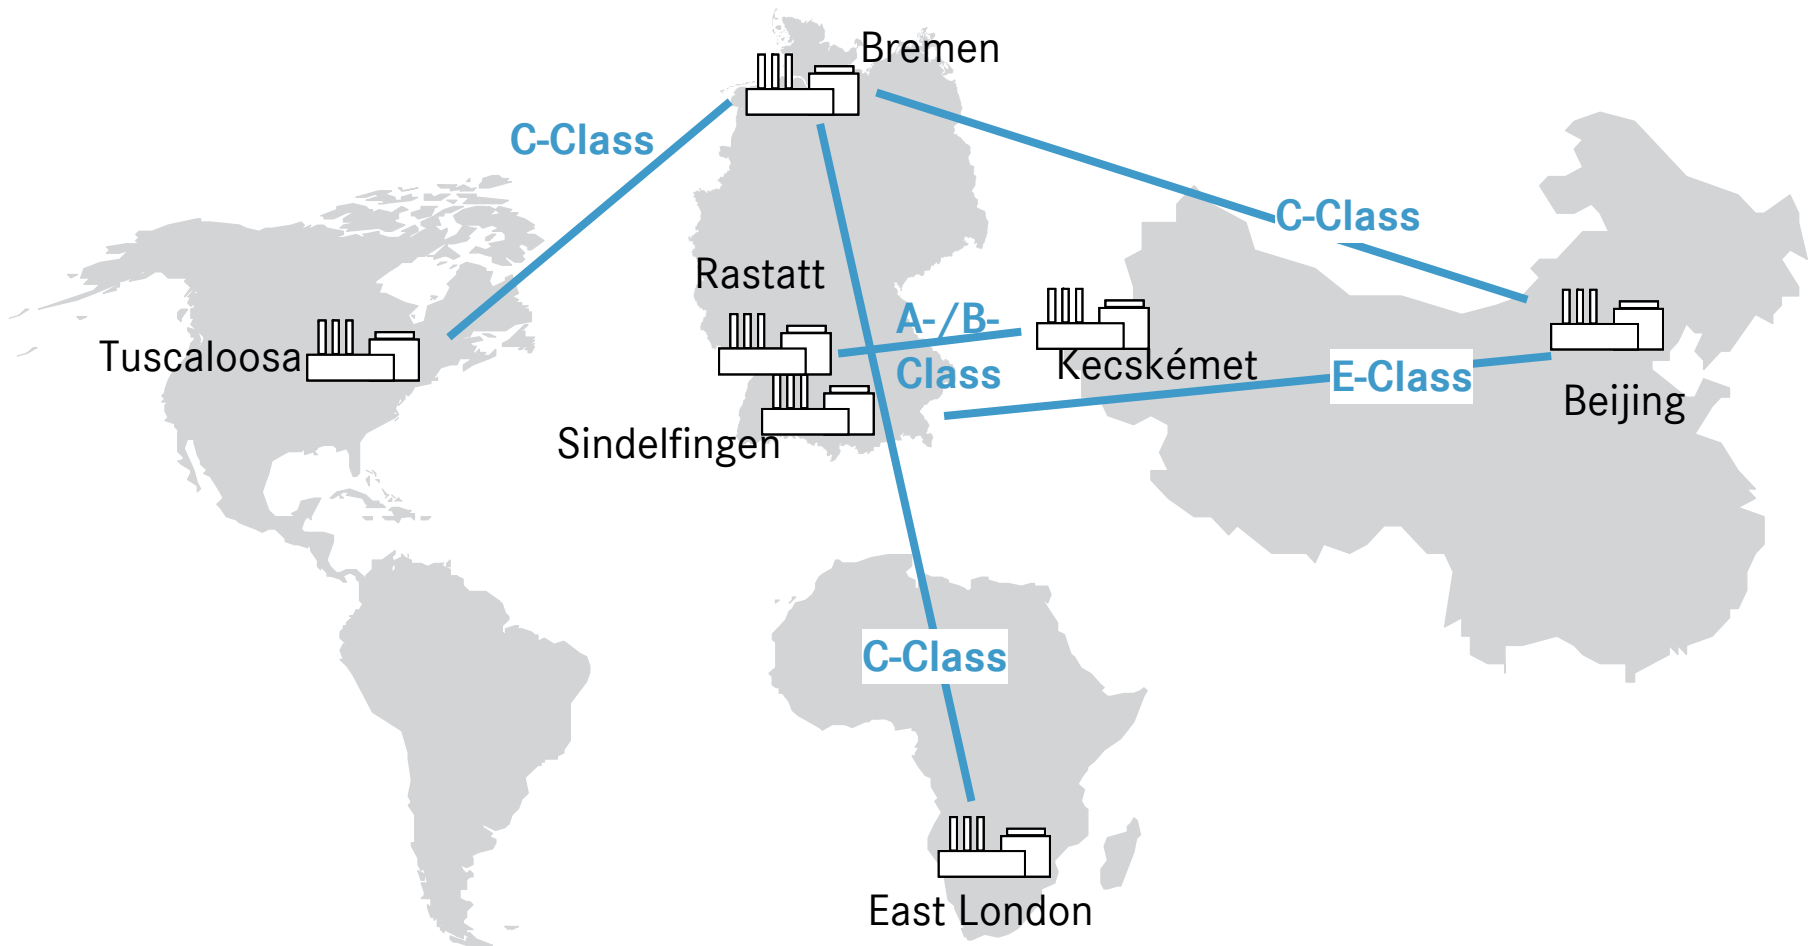 Bremen
C-Class
C-Class
Rastatt
A-/B-
Class
Kecskémet
Tuscaloosa
E-Class
Beijing
Sindelfingen
C-Class
East London